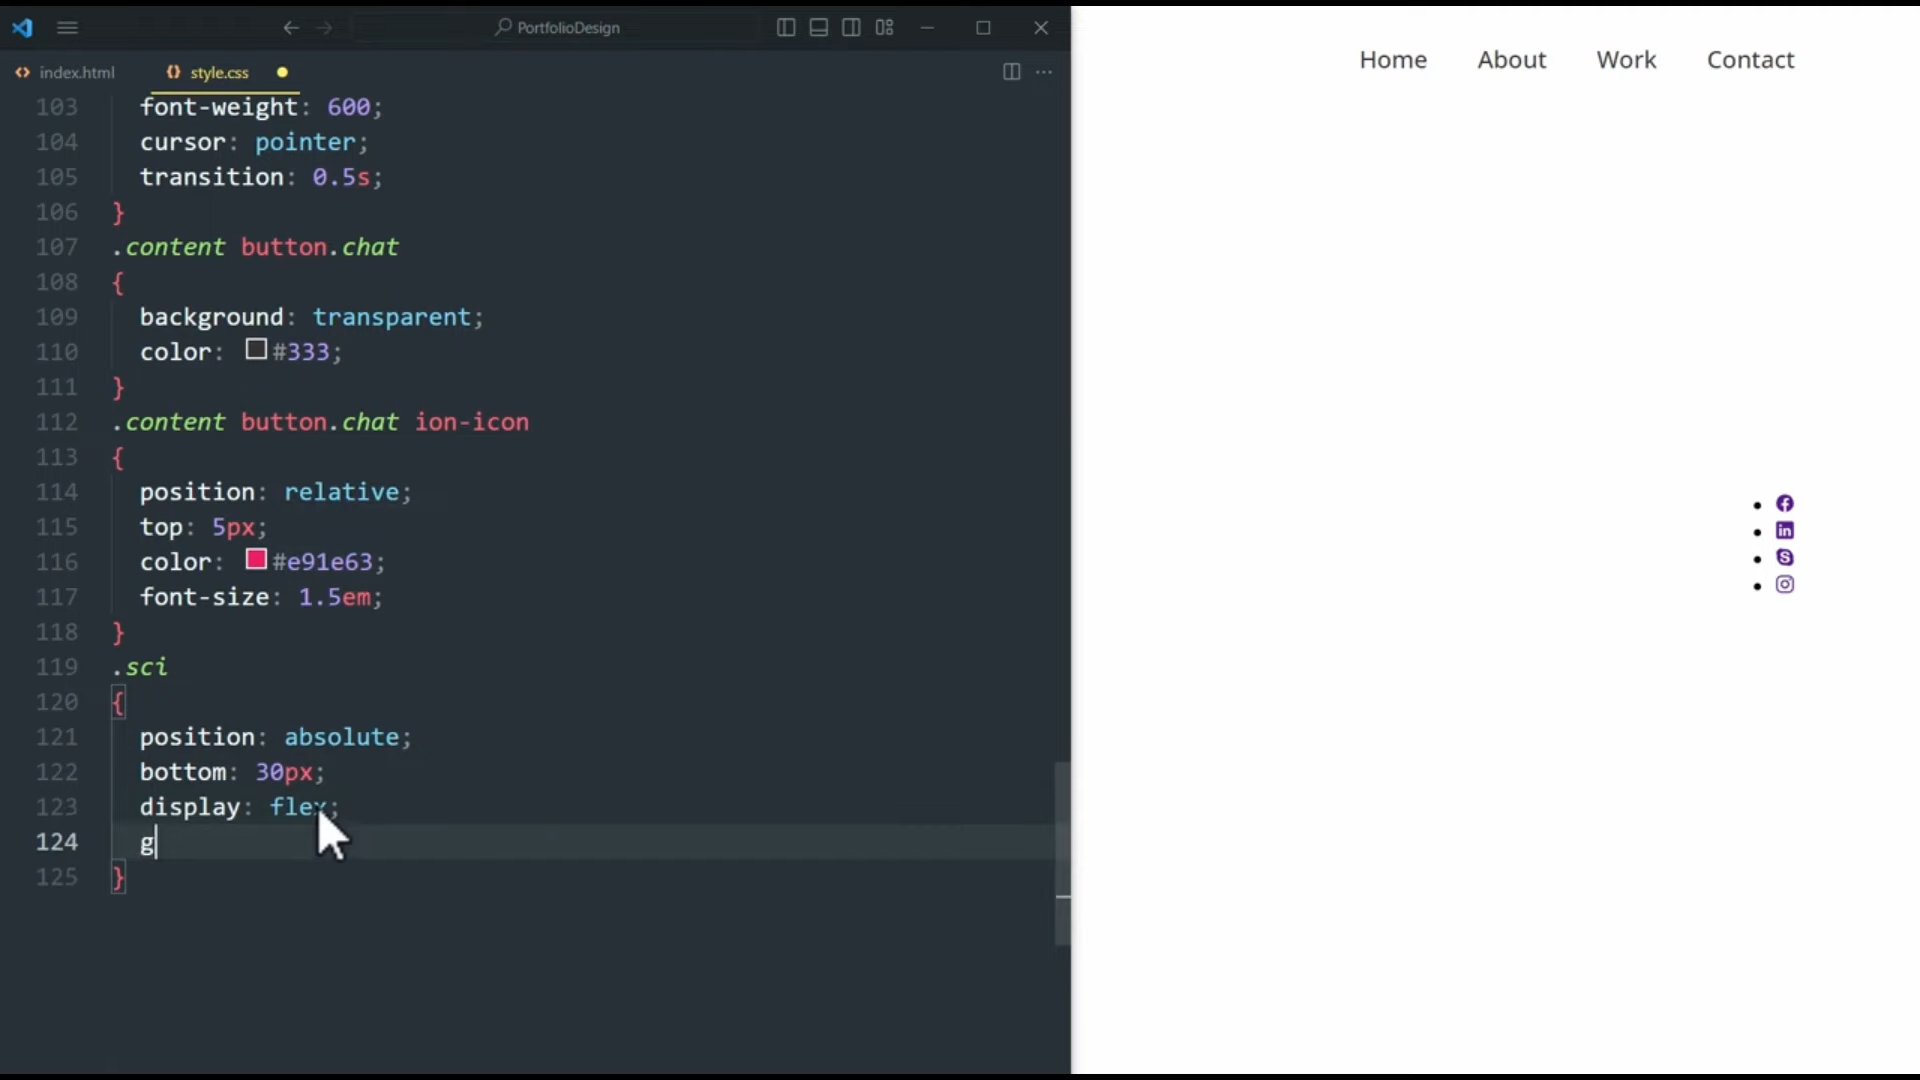 PortfolioDesign
index.html
style.css
103 font-weight: 600;
104 cursor: pointer;
105 transition: 0.5s;
106 }
107 .content button.chat
108 {
109 background: transparent;
110 color: #333;
111 }
112 .content button.chat ion-icon
113 {
114 position: relative;
115 top: 5px;
116 color: #e91e63;
117 font-size: 1.5em;
118 }
119 .sci
120 {
121 position: absolute;
122 bottom: 30px;
123 display: flex;
124 g
125 }
Home About Work Contact